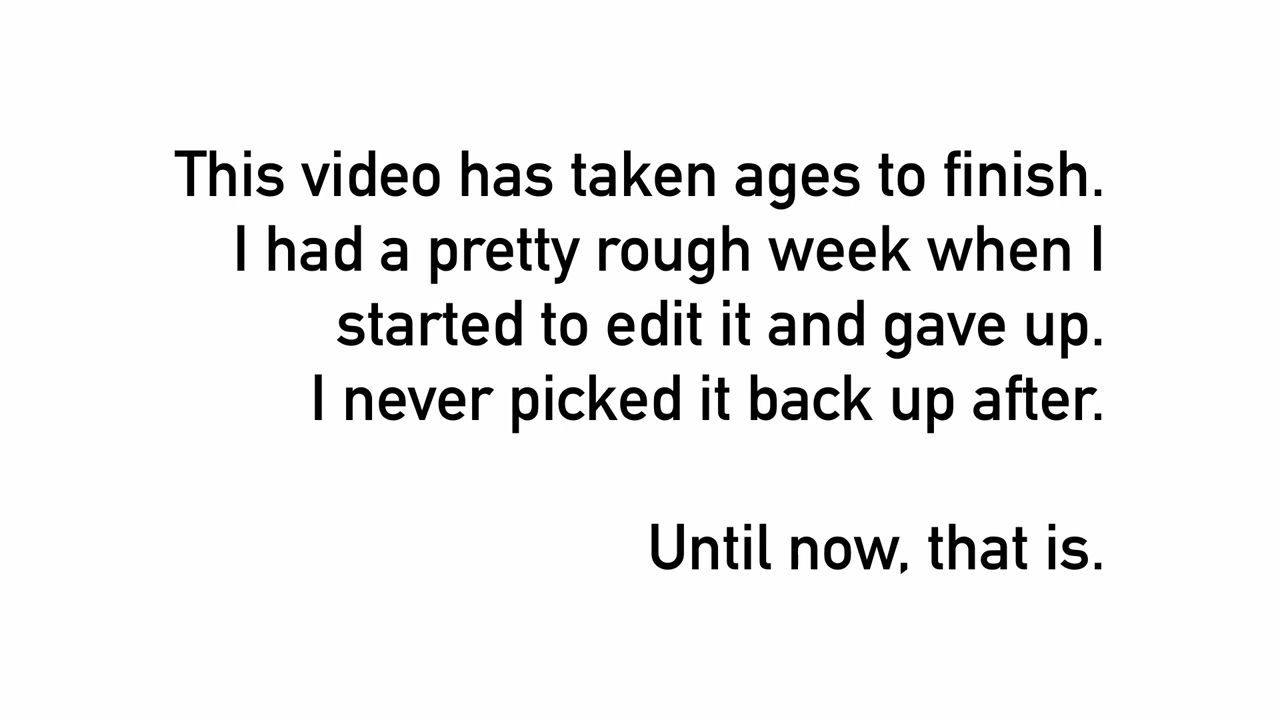 This video has taken ages to finish.
I had a pretty rough week when I
started to edit it and gave up.
I never picked it back up after.
Until now, that is.